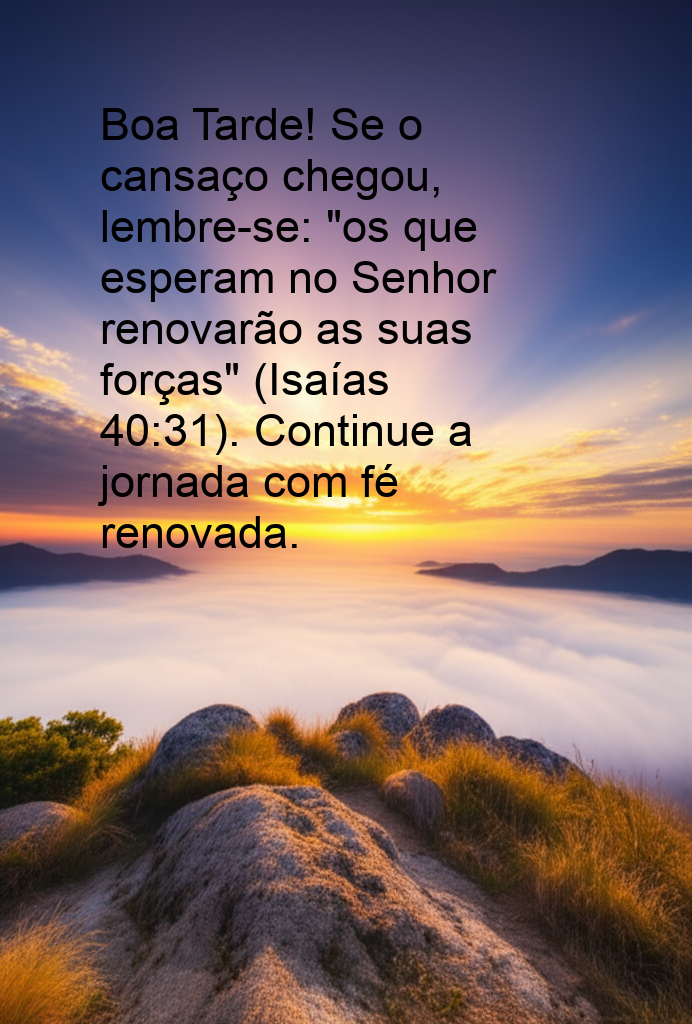 Boa Tarde! Se o
cansaço chegou,
lembre-se: "os que
esperam no Senhor
renovarão as suas
forças" (Isaías
40:31). Continue a
jornada com fé
renovada.